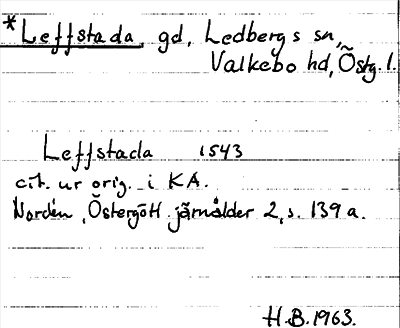 *Leffstada, gd, Ledbergs sn,
Valkebo hd, Östg. l.
Leffstada 1543
cit. ur orig. i KA.
Nordén, Östergötl. järnålder 2, s. 139 a.
H.B. 1963.